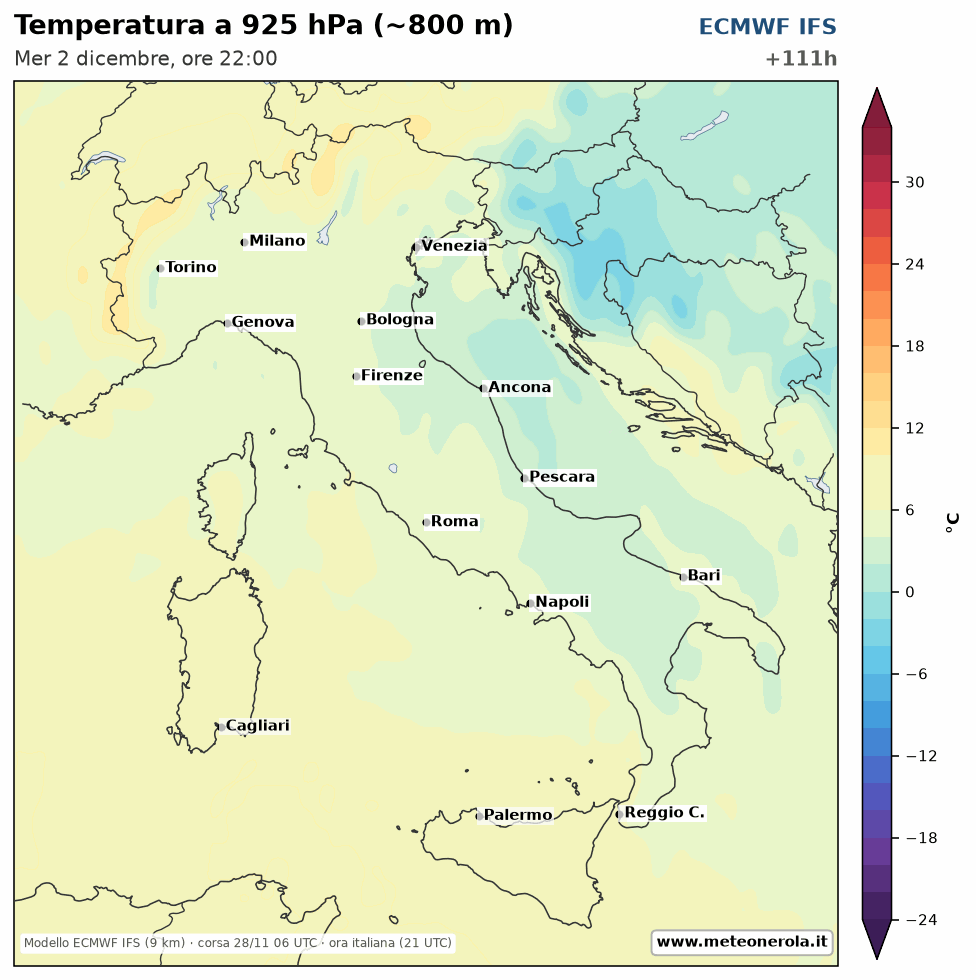 Temperatura a 925 hPa (~800 m)
ECMWF IFS
Mer 2 dicembre, ore 22:00
+111h
Milano
Venezia
Torino
Genova
Bologna
Firenze
Ancona
Pescara
Roma
Bari
Napoli
Cagliari
Palermo
Reggio C.
30
24
18
12
6
0
−6
−12
−18
−24
°C
Modello ECMWF IFS (9 km) · corsa 28/11 06 UTC · ora italiana (21 UTC)
www.meteonerola.it